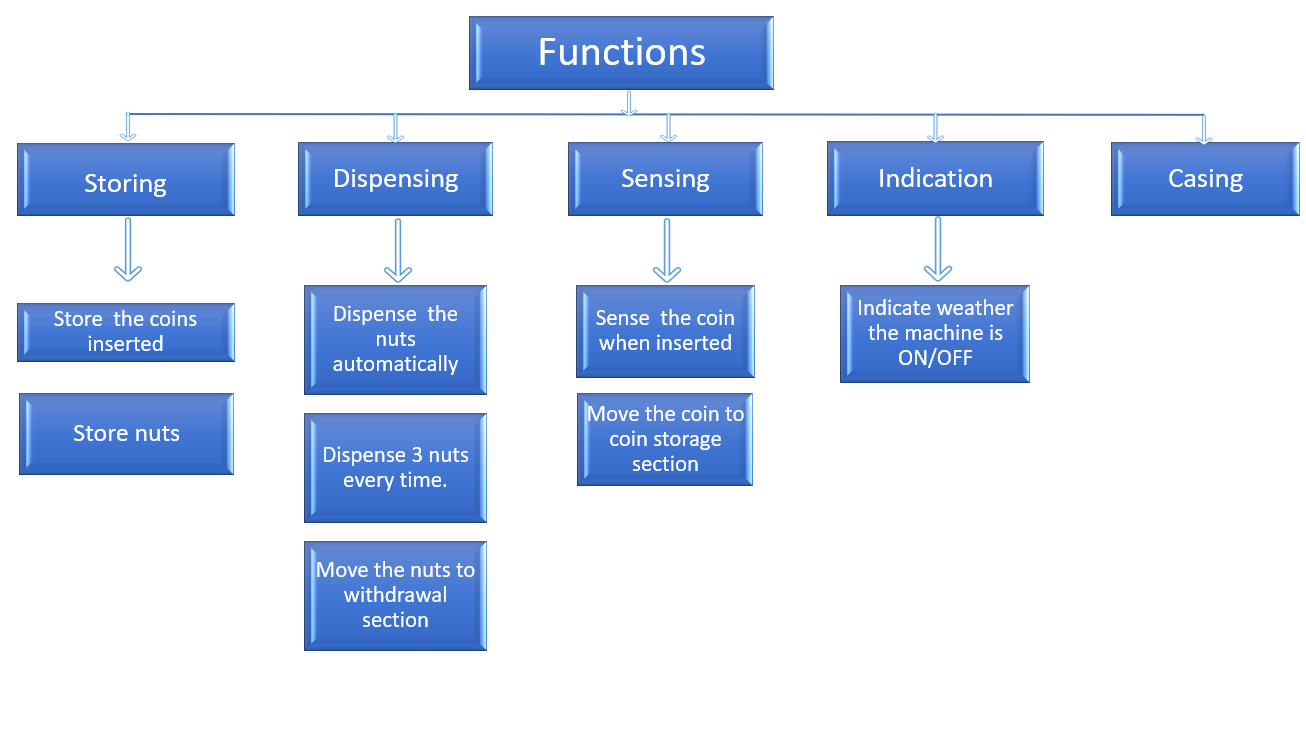 Functions
Storing
Dispensing
Sensing
Indication
Casing
Store the coins
inserted
Store nuts
Dispense the
nuts
automatically
Dispense 3 nuts
every time.
Move the nuts to
withdrawal
section
Sense the coin
when inserted
Move the coin to
coin storage
section
Indicate weather
the machine is
ON/OFF